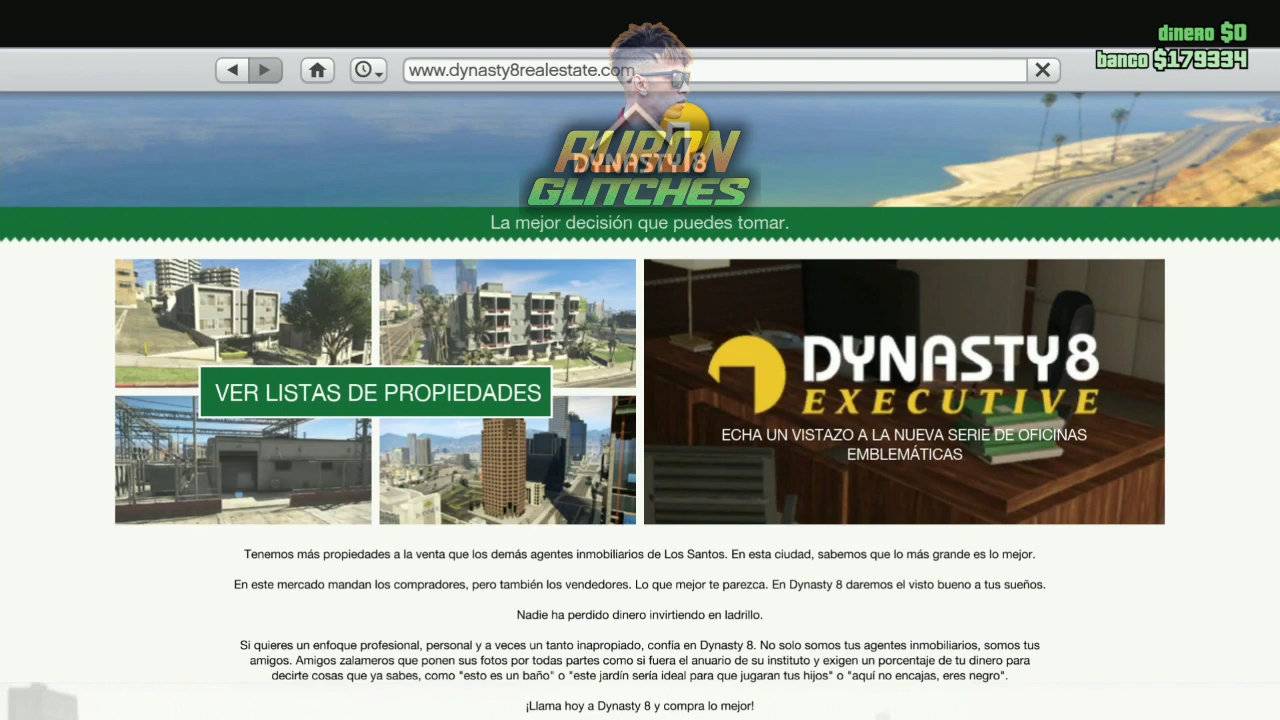 dinero $0
banco $179334
www.dynasty8realestate.com
AURON
DYNASTY 8
GLITCHES
La mejor decisión que puedes tomar.
VER LISTAS DE PROPIEDADES
DYNASTY8
EXECUTIVE
ECHA UN VISTAZO A LA NUEVA SERIE DE OFICINAS
EMBLEMÁTICAS
Tenemos más propiedades a la venta que los demás agentes inmobiliarios de Los Santos. En esta ciudad, sabemos que lo más grande es lo mejor.
En este mercado mandan los compradores, pero también los vendedores. Lo que mejor te parezca. En Dynasty 8 daremos el visto bueno a tus sueños.
Nadie ha perdido dinero invirtiendo en ladrillo.
Si quieres un enfoque profesional, personal y a veces un tanto inapropiado, confía en Dynasty 8. No solo somos tus agentes inmobiliarios, somos tus
amigos. Amigos zalameros que ponen sus fotos por todas partes como si fuera el anuario de su instituto y exigen un porcentaje de tu dinero para
decirte cosas que ya sabes, como "esto es un baño" o "este jardín sería ideal para que jugaran tus hijos" o "aquí no encajas, eres negro".
¡Llama hoy a Dynasty 8 y compra lo mejor!